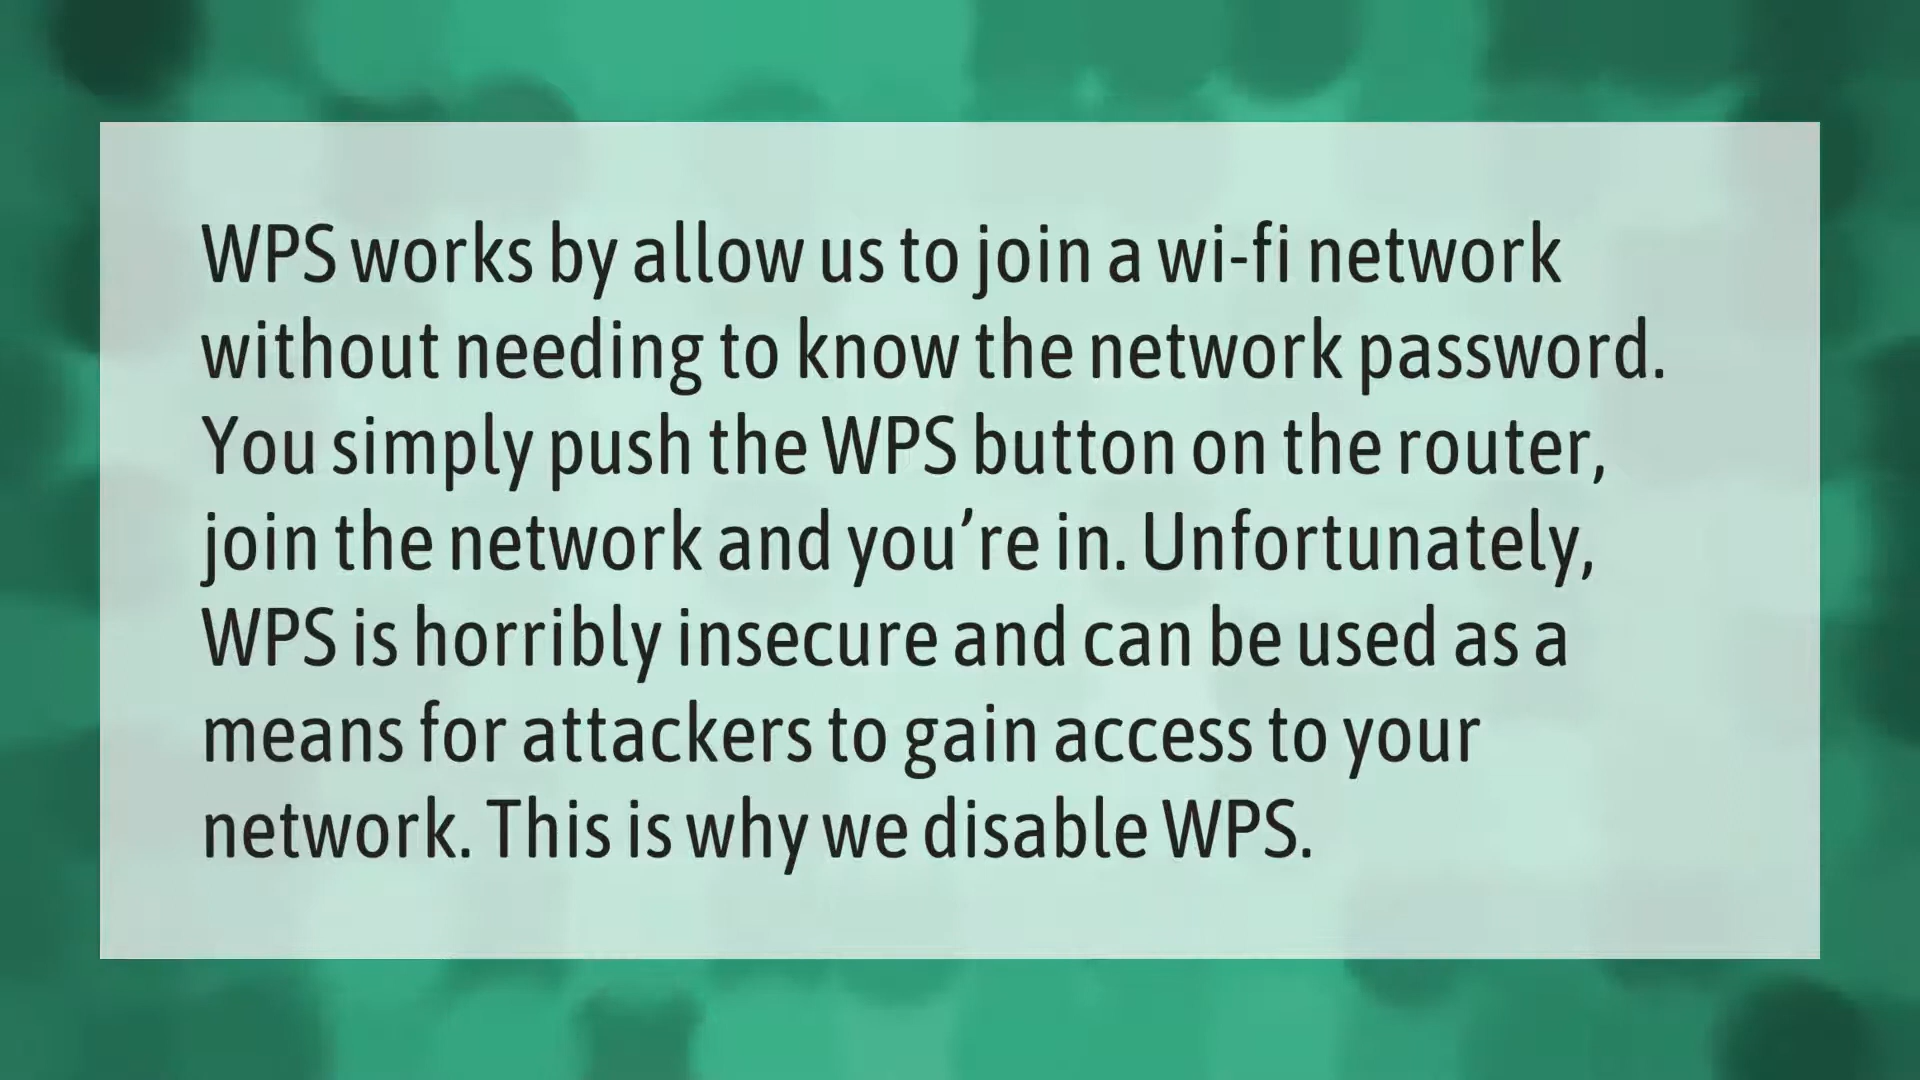 WPS works by allow us to join a wi-fi network
without needing to know the network password.
You simply push the WPS button on the router,
join the network and you’re in. Unfortunately,
WPS is horribly insecure and can be used as a
means for attackers to gain access to your
network. This is why we disable WPS.